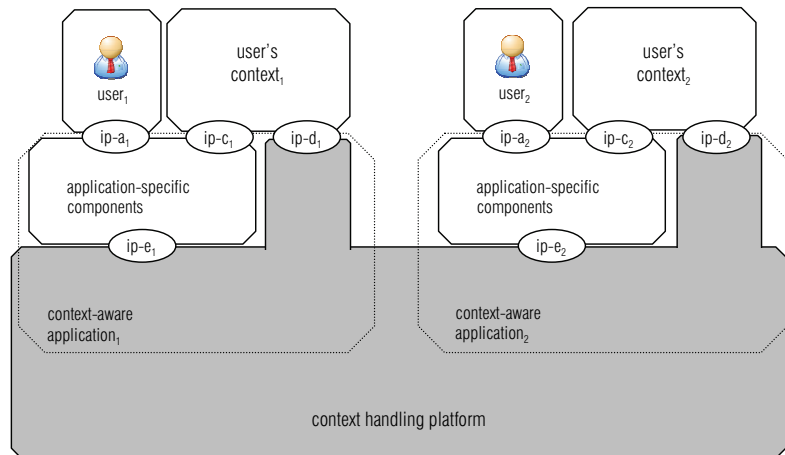 user's
context₁
user₁
ip-a₁
ip-c₁
ip-d₁
application-specific
components
ip-e₁
context-aware
application₁
user's
context₂
user₂
ip-a₂
ip-c₂
ip-d₂
application-specific
components
ip-e₂
context-aware
application₂
context handling platform